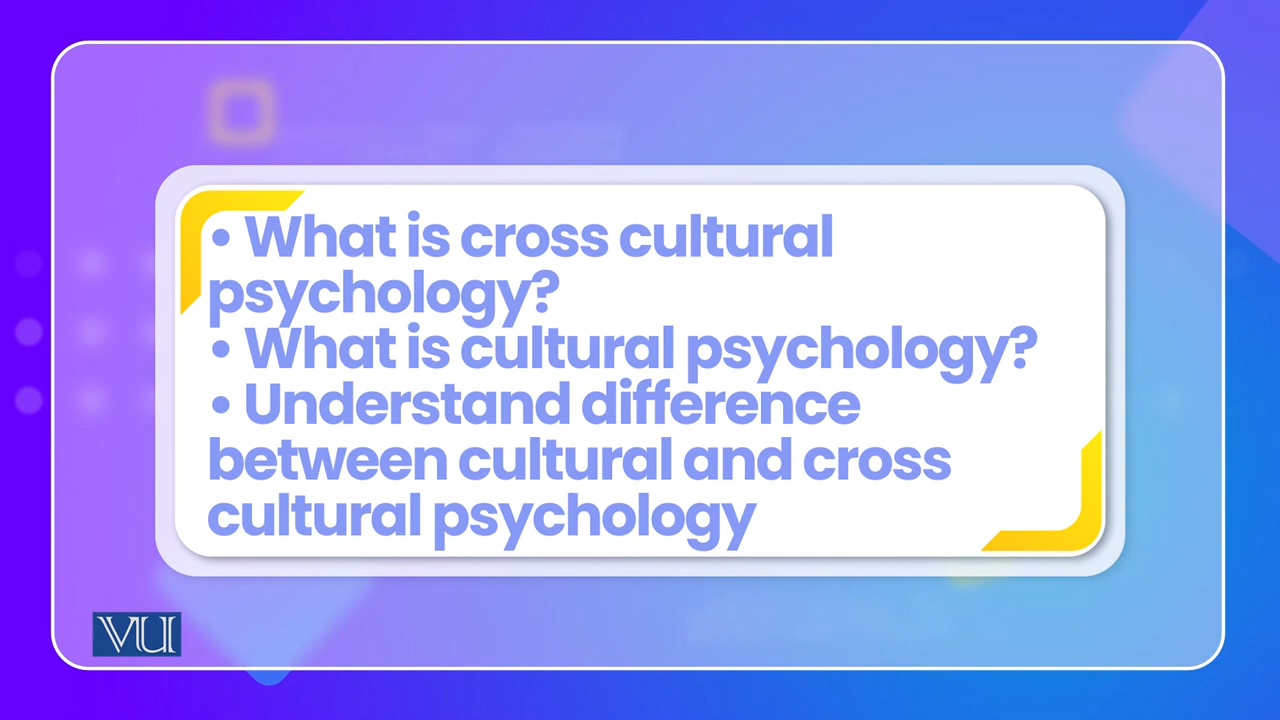 • What is cross cultural
psychology?
• What is cultural psychology?
• Understand difference
between cultural and cross
cultural psychology
VU